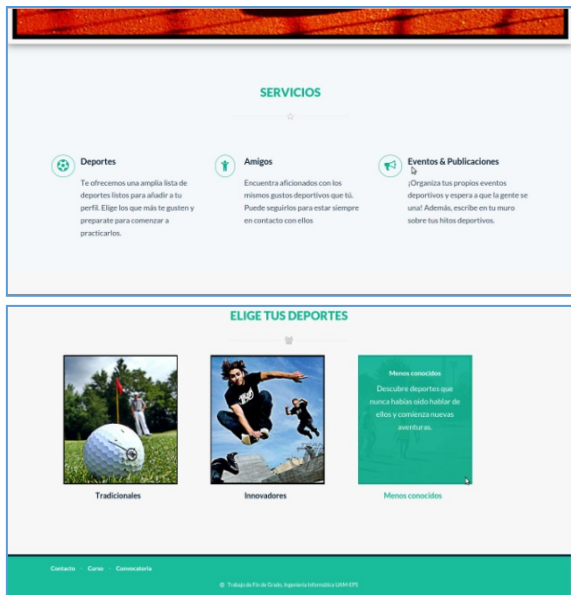 SERVICIOS
Deportes
Te ofrecemos una amplia lista de
deportes listos para añadir a tu
perfil. Elige los que más te gusten y
preparate para comenzar a
practicarlos.
Amigos
Encuentra aficionados con los
mismos gustos deportivos que tú.
Puede seguirlos para estar siempre
en contacto con ellos
Eventos & Publicaciones
¡Organiza tus propios eventos
deportivos y espera a que la gente se
una! Además, escribe en tu muro
sobre tus hitos deportivos.
ELIGE TUS DEPORTES
Menos conocidos
Descubre deportes que
nunca habías oído hablar de
ellos y comienza nuevas
aventuras.
Tradicionales
Innovadores
Menos conocidos
Contacto - Curso - Convocatoria
© Trabajo de Fin de Grado, Ingeniería Informática UAM-EPS